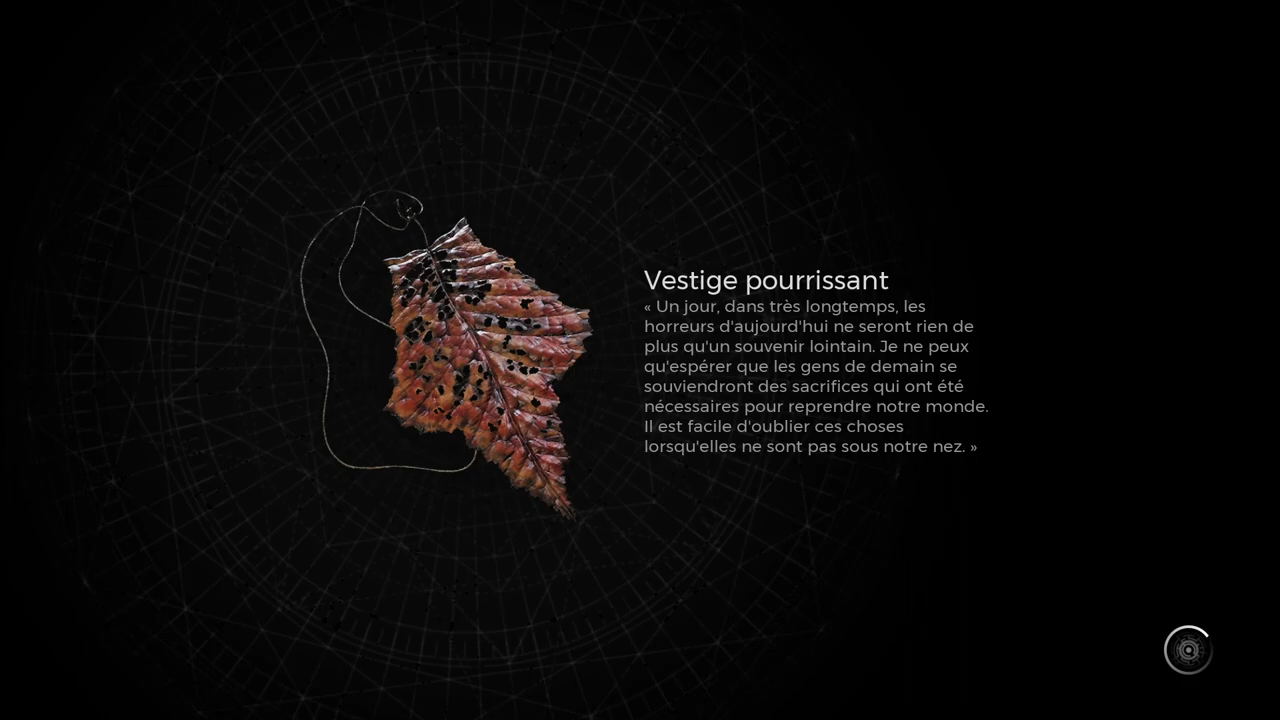 Vestige pourrissant
« Un jour, dans très longtemps, les
horreurs d'aujourd'hui ne seront rien de
plus qu'un souvenir lointain. Je ne peux
qu'espérer que les gens de demain se
souviendront des sacrifices qui ont été
nécessaires pour reprendre notre monde.
Il est facile d'oublier ces choses
lorsqu'elles ne sont pas sous notre nez. »